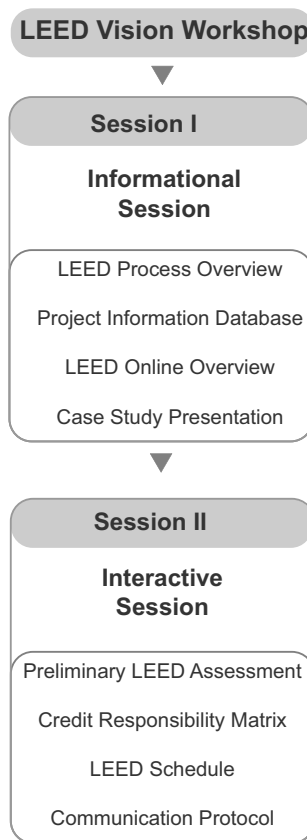 LEED Vision Workshop
Session I
Informational
Session
LEED Process Overview
Project Information Database
LEED Online Overview
Case Study Presentation
Session II
Interactive
Session
Preliminary LEED Assessment
Credit Responsibility Matrix
LEED Schedule
Communication Protocol